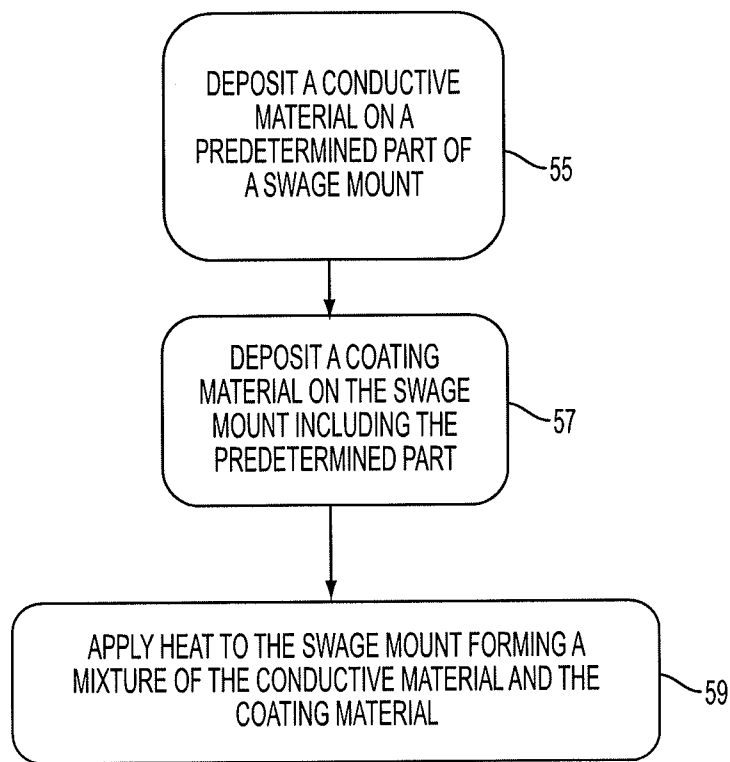 DEPOSIT A CONDUCTIVE
MATERIAL ON A
PREDETERMINED PART OF
A SWAGE MOUNT
55
DEPOSIT A COATING
MATERIAL ON THE SWAGE
MOUNT INCLUDING THE
PREDETERMINED PART
57
APPLY HEAT TO THE SWAGE MOUNT FORMING A
MIXTURE OF THE CONDUCTIVE MATERIAL AND THE
COATING MATERIAL
59